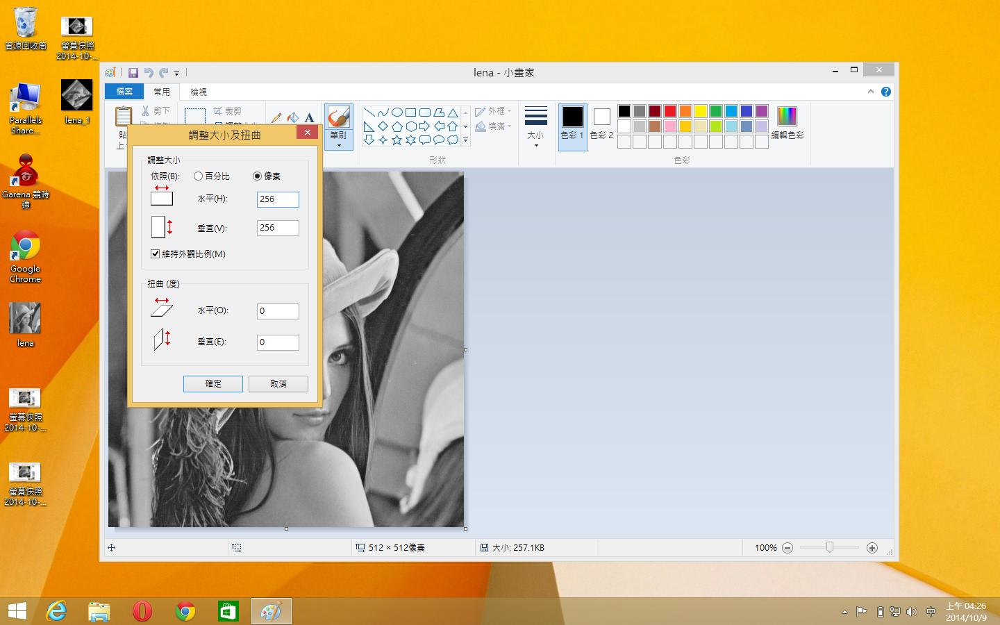 資源回收筒
螢幕快照
2014-10-...
Parallels
Share...
lena_1
Garena 競時
通
Google
Chrome
lena
螢幕快照
2014-10-...
螢幕快照
2014-10-...
lena - 小畫家
檔案
常用
檢視
剪下
裁剪
貼
上
筆刷
外框
填滿
形狀
大小
色彩 1
色彩 2
編輯色彩
色彩
調整大小及扭曲
調整大小
依照(B):
百分比
像素
水平(H):
256
垂直(V):
256
維持外觀比例(M)
扭曲 (度)
水平(O):
0
垂直(E):
0
確定
取消
512 × 512像素
大小: 257.1KB
100%
中
上午 04:26
2014/10/9